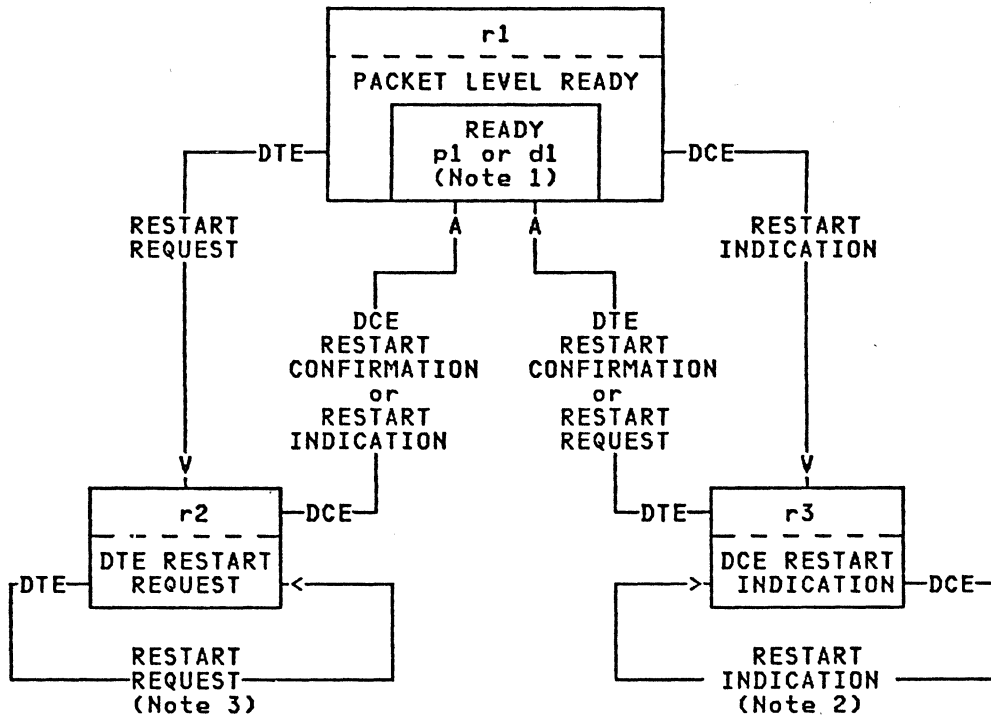 r1
PACKET LEVEL READY
READY
p1 or d1
(Note 1)
DTE
DCE
RESTART
REQUEST
RESTART
INDICATION
A
A
DCE
RESTART
CONFIRMATION
or
RESTART
INDICATION
DTE
RESTART
CONFIRMATION
or
RESTART
REQUEST
V
V
r2
DCE
DTE RESTART
REQUEST
DTE
<
RESTART
REQUEST
(Note 3)
DTE
r3
DCE RESTART
INDICATION
>
DCE
RESTART
INDICATION
(Note 2)